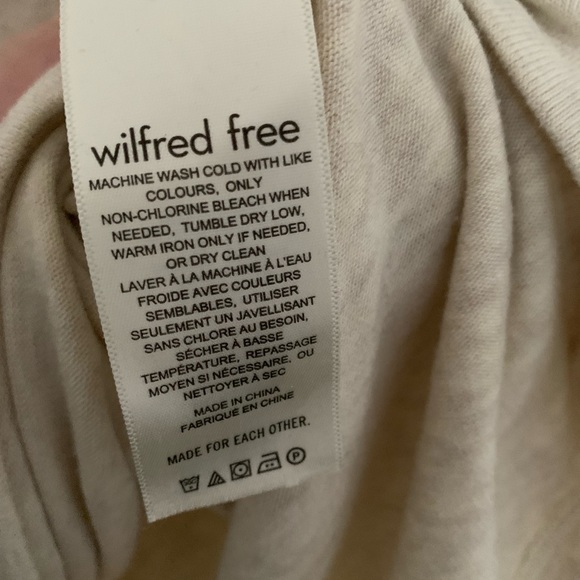 wilfred free
MACHINE WASH COLD WITH LIKE
COLOURS, ONLY
NON-CHLORINE BLEACH WHEN
NEEDED, TUMBLE DRY LOW,
WARM IRON ONLY IF NEEDED,
OR DRY CLEAN
LAVER À LA MACHINE À L'EAU
FROIDE AVEC COULEURS
SEMBLABLES, UTILISER
SEULEMENT UN JAVELLISANT
SANS CHLORE AU BESOIN,
SÉCHER À BASSE
TEMPÉRATURE, REPASSAGE
MOYEN SI NÉCESSAIRE, OU
NETTOYER À SEC
MADE IN CHINA
FABRIQUÉ EN CHINE
MADE FOR EACH OTHER.
P